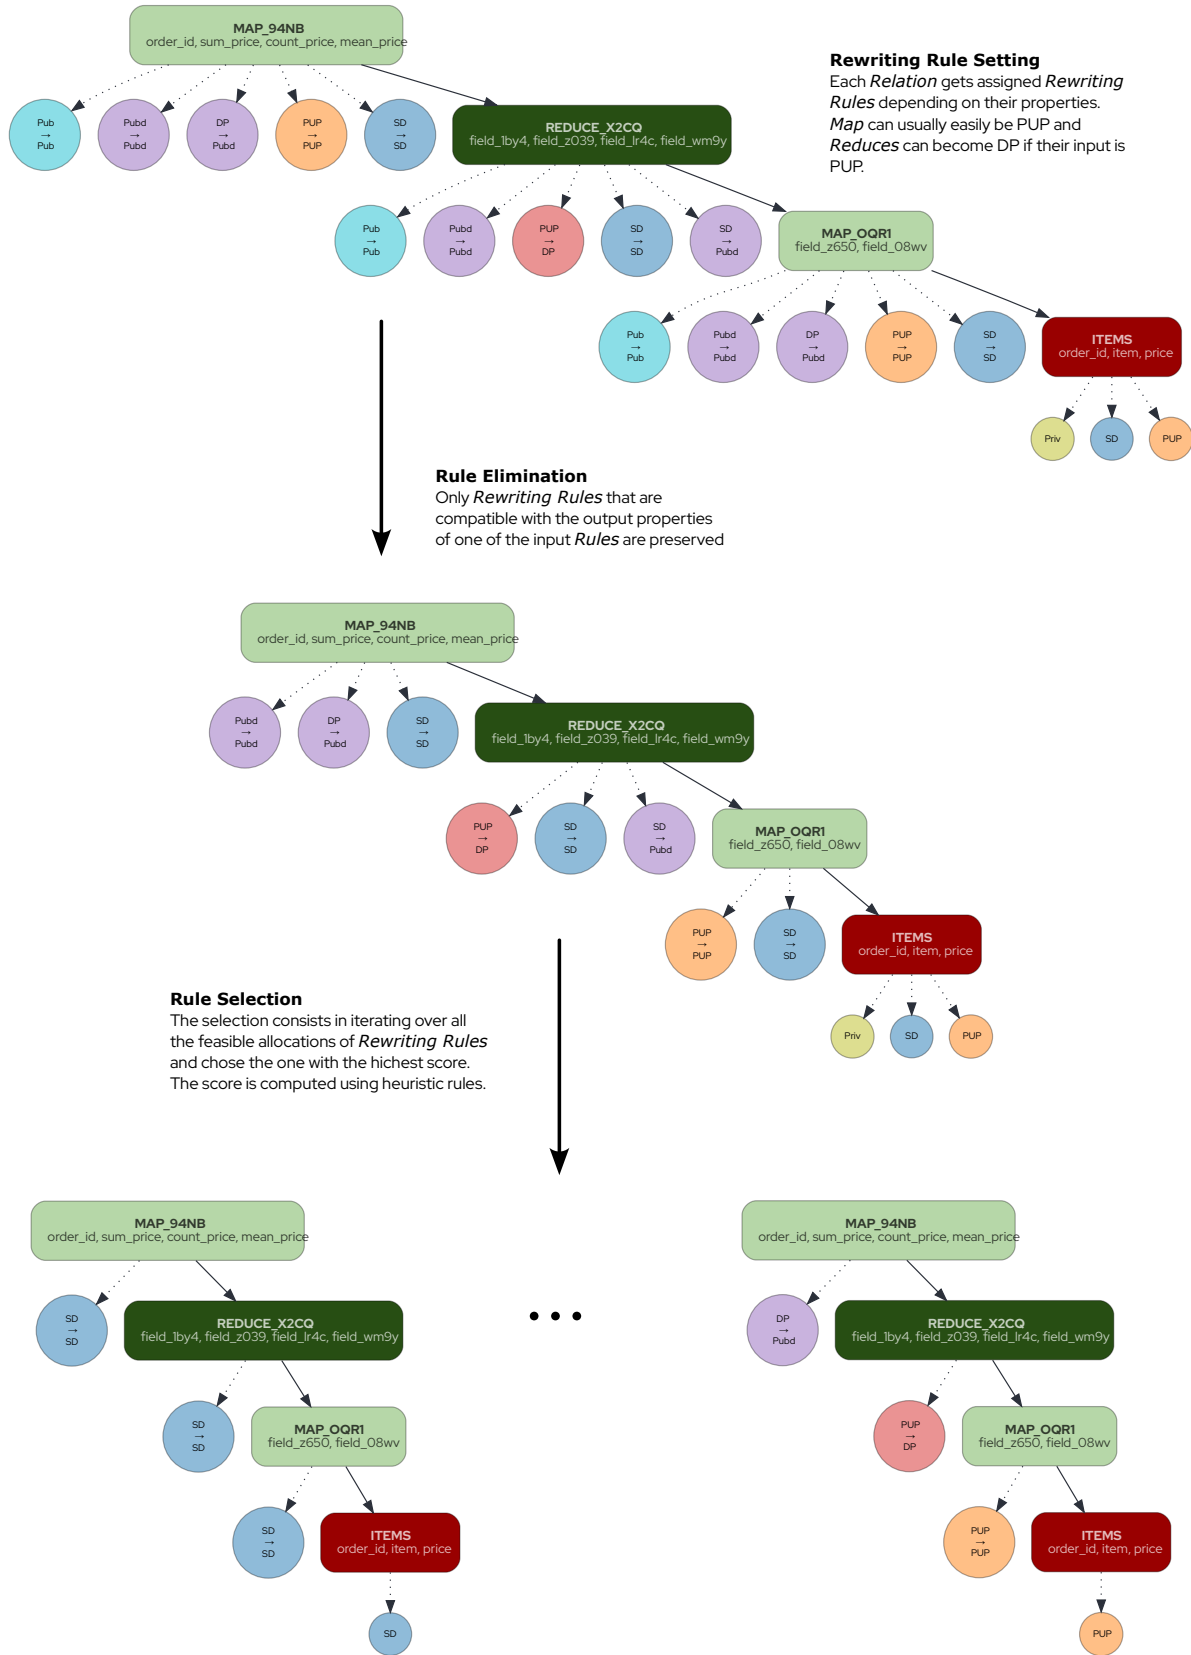 MAP_94NB
order_id, sum_price, count_price, mean_price
Rewriting Rule Setting
Each Relation gets assigned Rewriting
Rules depending on their properties.
Map can usually easily be PUP and
Reduces can become DP if their input is
PUP.
Pub
→
Pub
Pubd
→
Pubd
DP
→
Pubd
PUP
→
PUP
SD
→
SD
REDUCE_X2CQ
field_1by4, field_z039, field_lr4c, field_wm9y
Pub
→
Pub
Pubd
→
Pubd
PUP
→
DP
SD
→
SD
SD
→
Pubd
MAP_OQR1
field_z650, field_08wv
Pub
→
Pub
Pubd
→
Pubd
DP
→
Pubd
PUP
→
PUP
SD
→
SD
ITEMS
order_id, item, price
Priv
SD
PUP
Rule Elimination
Only Rewriting Rules that are
compatible with the output properties
of one of the input Rules are preserved
MAP_94NB
order_id, sum_price, count_price, mean_price
Pubd
→
Pubd
DP
→
Pubd
SD
→
SD
REDUCE_X2CQ
field_1by4, field_z039, field_lr4c, field_wm9y
PUP
→
DP
SD
→
SD
SD
→
Pubd
MAP_OQR1
field_z650, field_08wv
PUP
→
PUP
SD
→
SD
ITEMS
order_id, item, price
Priv
SD
PUP
Rule Selection
The selection consists in iterating over all
the feasible allocations of Rewriting Rules
and chose the one with the highest score.
The score is computed using heuristic rules.
MAP_94NB
order_id, sum_price, count_price, mean_price
SD
→
SD
REDUCE_X2CQ
field_1by4, field_z039, field_lr4c, field_wm9y
SD
→
SD
MAP_OQR1
field_z650, field_08wv
SD
→
SD
ITEMS
order_id, item, price
SD
...
MAP_94NB
order_id, sum_price, count_price, mean_price
DP
→
Pubd
REDUCE_X2CQ
field_1by4, field_z039, field_lr4c, field_wm9y
PUP
→
DP
MAP_OQR1
field_z650, field_08wv
PUP
→
PUP
ITEMS
order_id, item, price
PUP